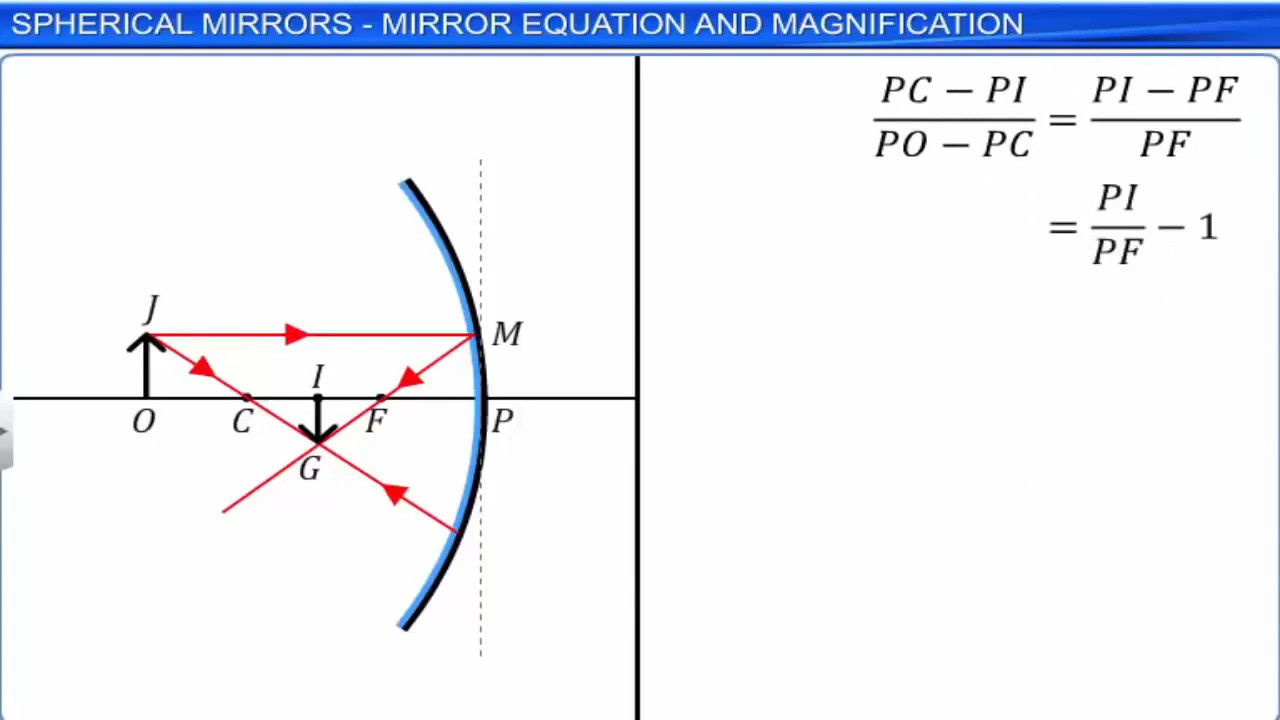 SPHERICAL MIRRORS - MIRROR EQUATION AND MAGNIFICATION
PC − PI / PO − PC = PI − PF / PF
= PI / PF − 1
J
M
I
O
C
F
P
G